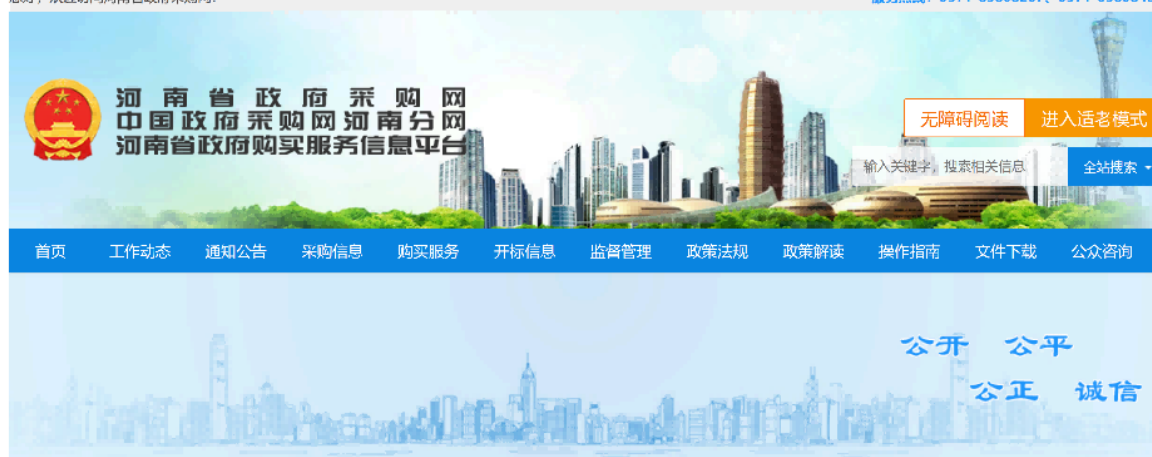 河南省政府采购网
中国政府采购网河南分网
河南省政府购买服务信息平台
无障碍阅读 进入适老模式
输入关键字，搜索相关信息 全站搜索
首页 工作动态 通知公告 采购信息 购买服务 开标信息 监督管理 政策法规 政策解读 操作指南 文件下载 公众咨询
公开 公平
公正 诚信